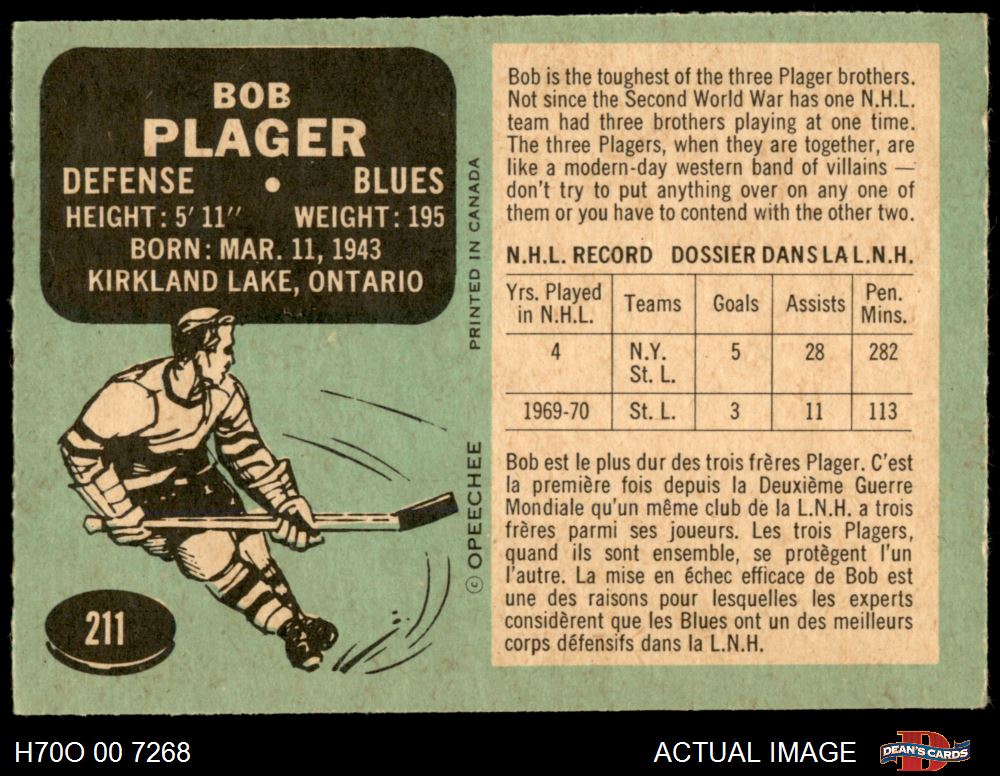 BOB
PLAGER
DEFENSE • BLUES
HEIGHT: 5' 11" WEIGHT: 195
BORN: MAR. 11, 1943
KIRKLAND LAKE, ONTARIO
211
© OPEECHEE PRINTED IN CANADA
Bob is the toughest of the three Plager brothers.
Not since the Second World War has one N.H.L.
team had three brothers playing at one time.
The three Plagers, when they are together, are
like a modern-day western band of villains —
don't try to put anything over on any one of
them or you have to contend with the other two.
N.H.L. RECORD DOSSIER DANS LA L.N.H.
Yrs. Played Teams Goals Assists Pen.
in N.H.L. Mins.
4 N.Y. 5 28 282
St. L.
1969-70 St. L. 3 11 113
Bob est le plus dur des trois frères Plager. C'est
la première fois depuis la Deuxième Guerre
Mondiale qu'un même club de la L.N.H. a trois
frères parmi ses joueurs. Les trois Plagers,
quand ils sont ensemble, se protègent l'un
l'autre. La mise en échec efficace de Bob est
une des raisons pour lesquelles les experts
considèrent que les Blues ont un des meilleurs
corps défensifs dans la L.N.H.
H70O 00 7268 ACTUAL IMAGE DEAN'S CARDS